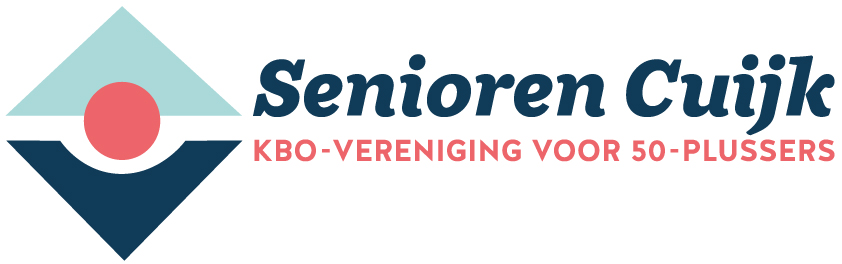 Senioren Cuijk
KBO-VERENIGING VOOR 50-PLUSSERS